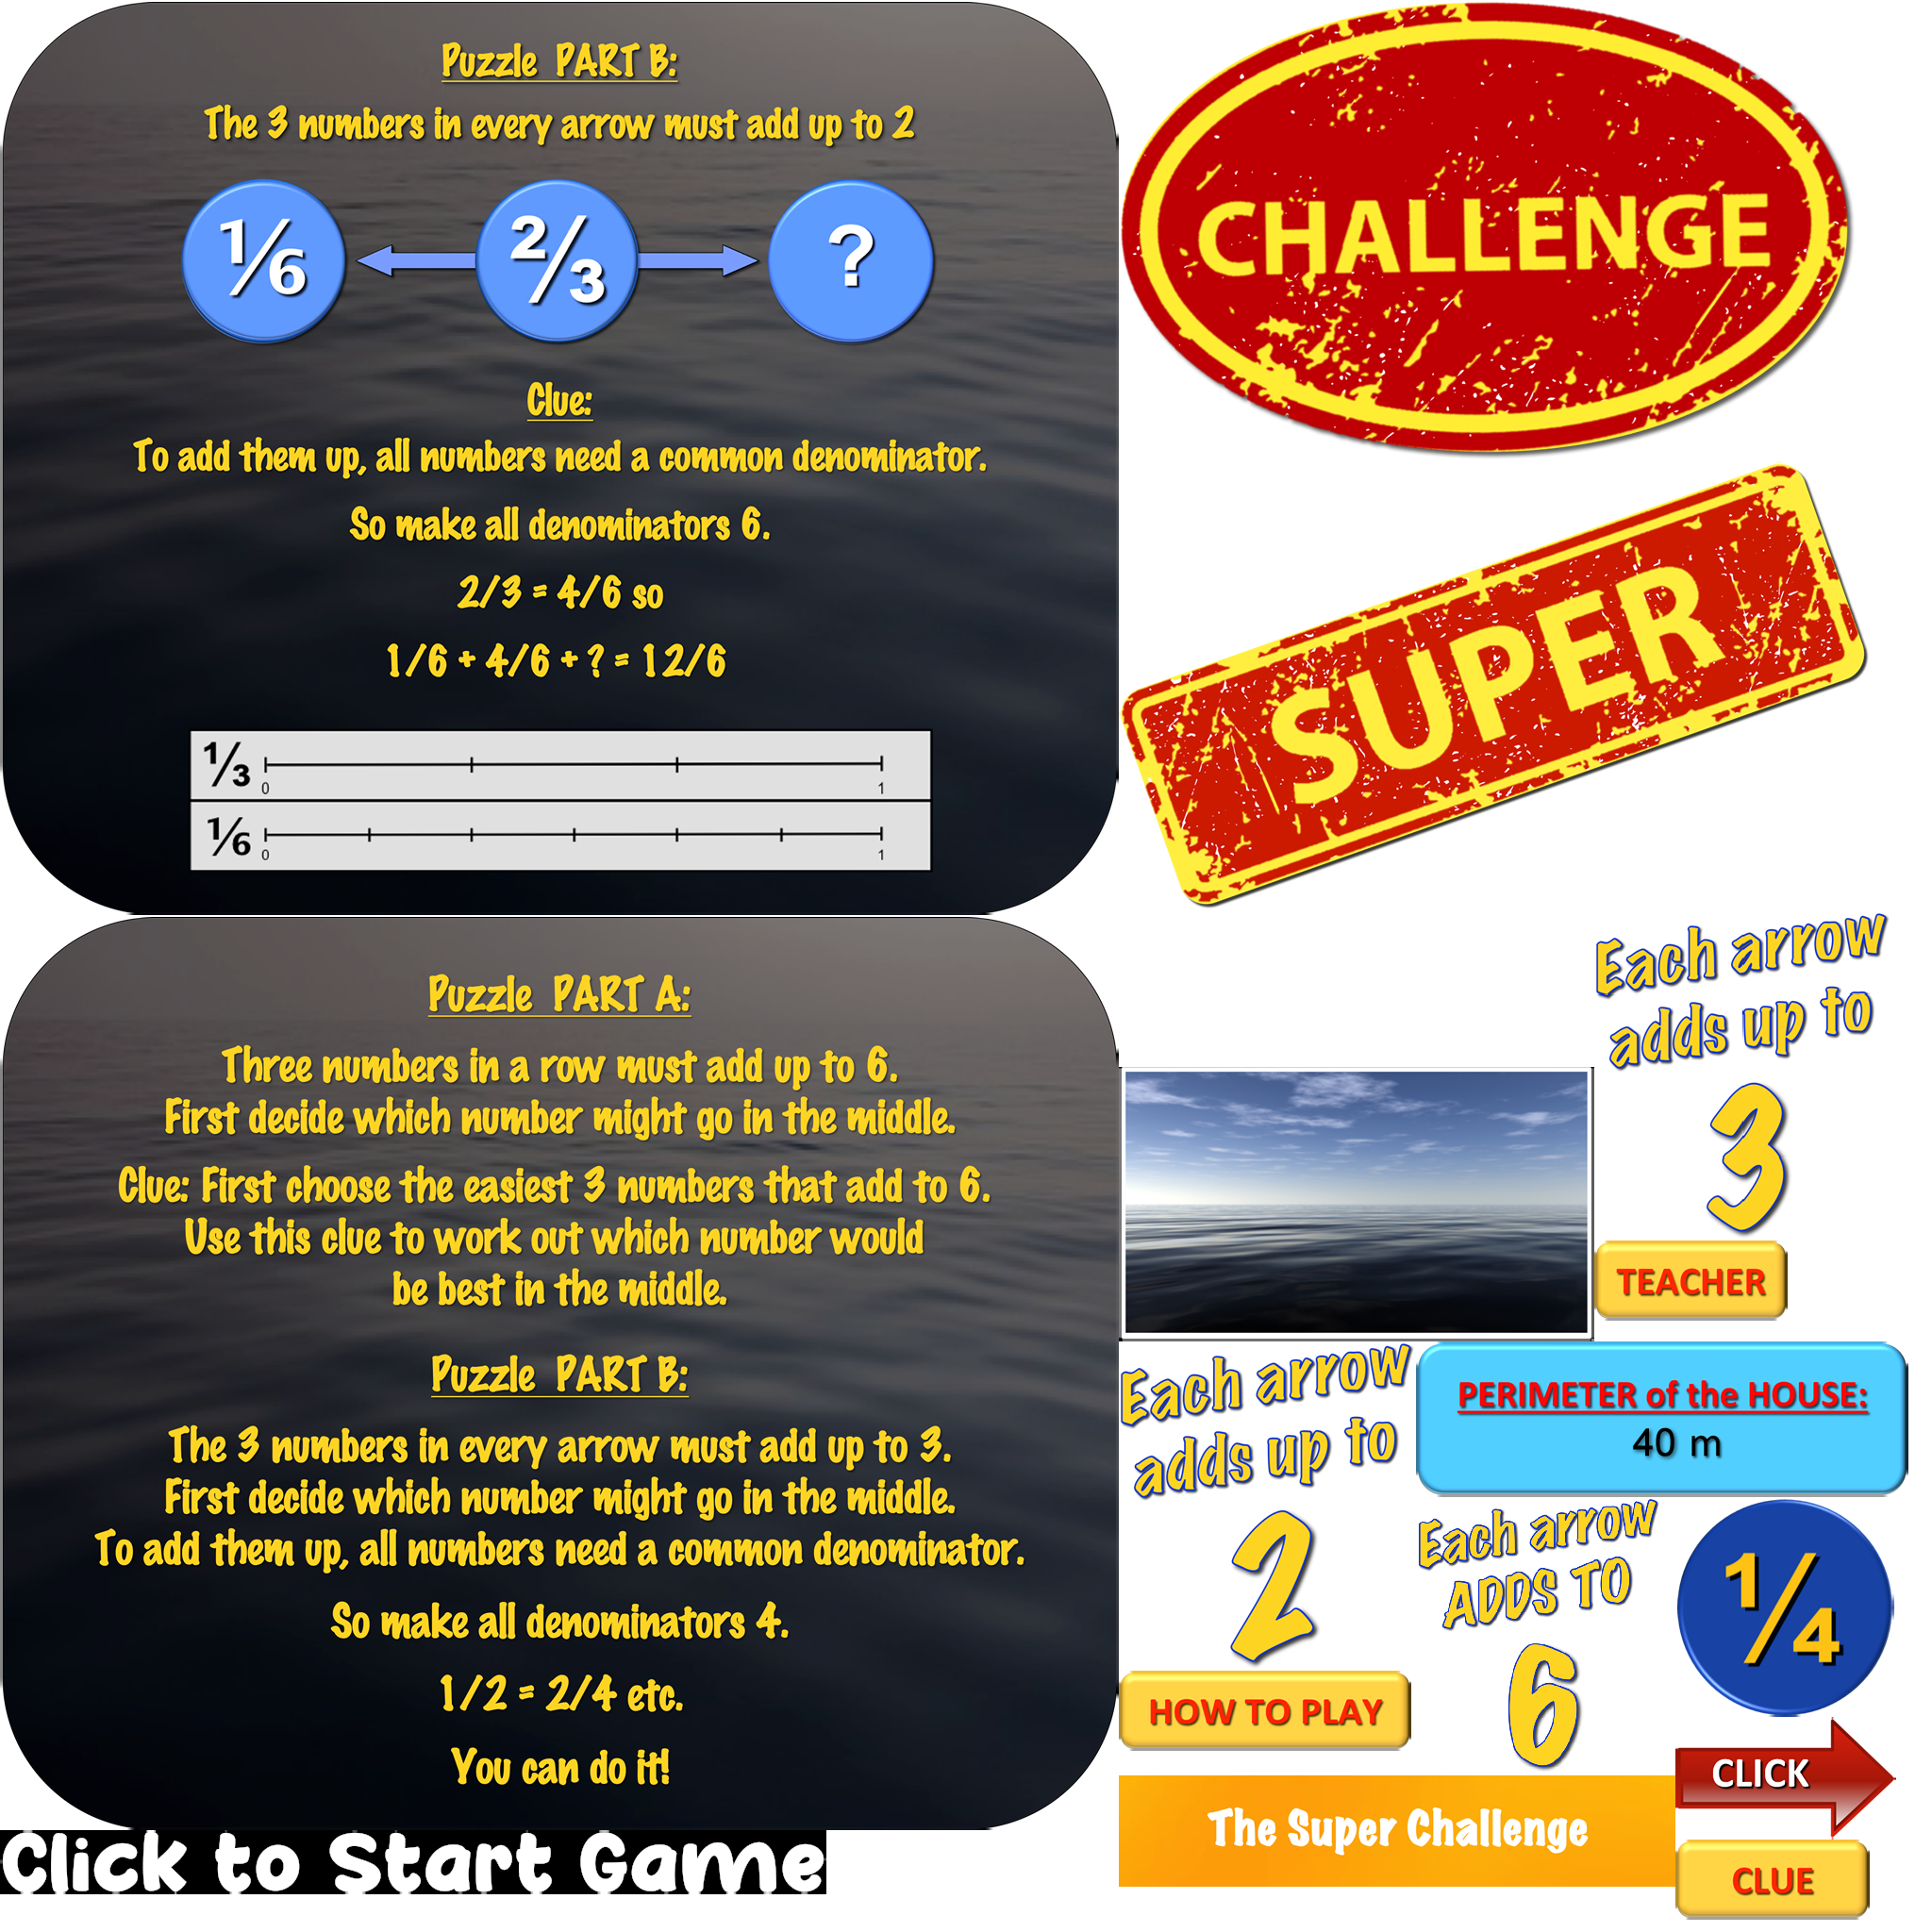 Puzzle PART B:
The 3 numbers in every arrow must add up to 2
1/6
2/3
?
Clue:
To add them up, all numbers need a common denominator.
So make all denominators 6.
2/3 = 4/6 so
1/6 + 4/6 + ? = 12/6
1/3
0
1
1/6
0
1
Puzzle PART A:
Three numbers in a row must add up to 6.
First decide which number might go in the middle.
Clue: First choose the easiest 3 numbers that add to 6.
Use this clue to work out which number would
be best in the middle.
Puzzle PART B:
The 3 numbers in every arrow must add up to 3.
First decide which number might go in the middle.
To add them up, all numbers need a common denominator.
So make all denominators 4.
1/2 = 2/4 etc.
You can do it!
Click to Start Game
CHALLENGE
SUPER
Each arrow
adds up to
3
TEACHER
Each arrow
adds up to
2
HOW TO PLAY
PERIMETER of the HOUSE:
40 m
Each arrow
ADDS TO
6
1/4
CLICK
The Super Challenge
CLUE